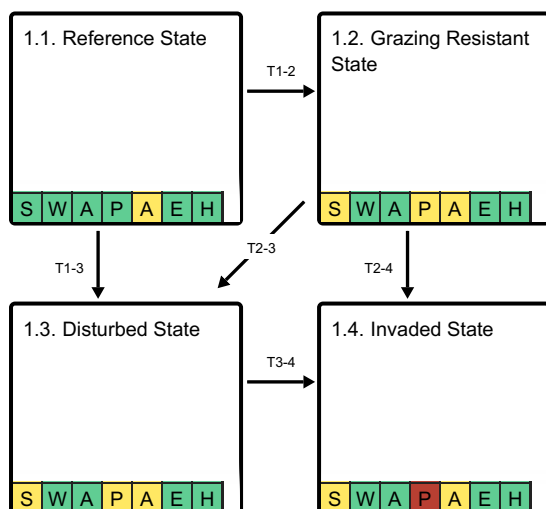 1.1. Reference State
1.2. Grazing Resistant
State
T1-2
S W A P A E H
S W A P A E H
T1-3
T2-3
T2-4
1.3. Disturbed State
1.4. Invaded State
T3-4
S W A P A E H
S W A P A E H